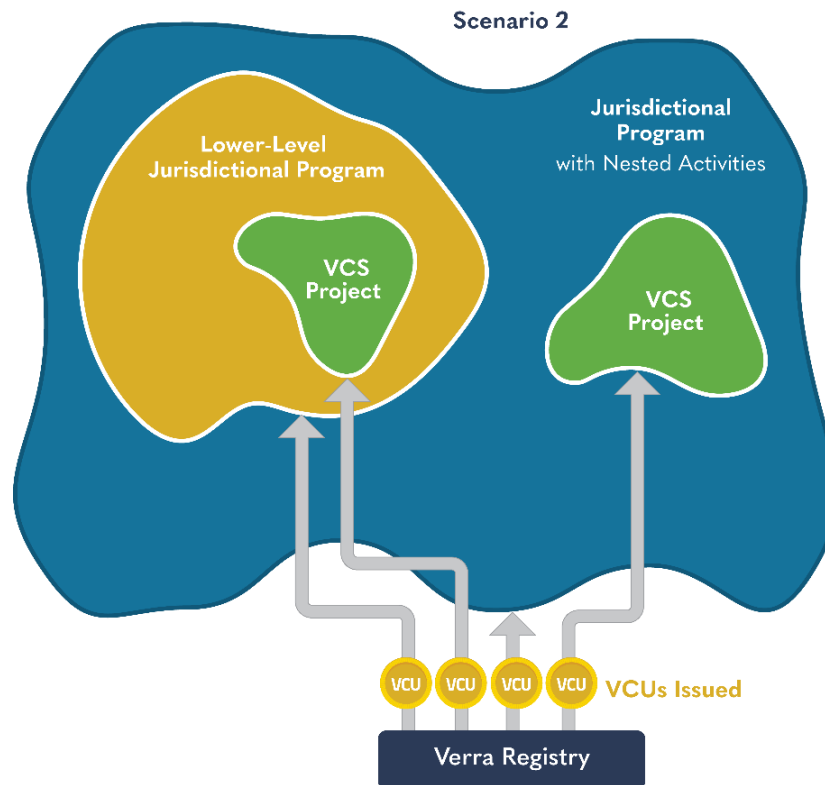 Scenario 2
Lower-Level
Jurisdictional Program
Jurisdictional
Program
with Nested Activities
VCS
Project
VCS
Project
VCU
VCU
VCU
VCU
VCUs Issued
Verra Registry